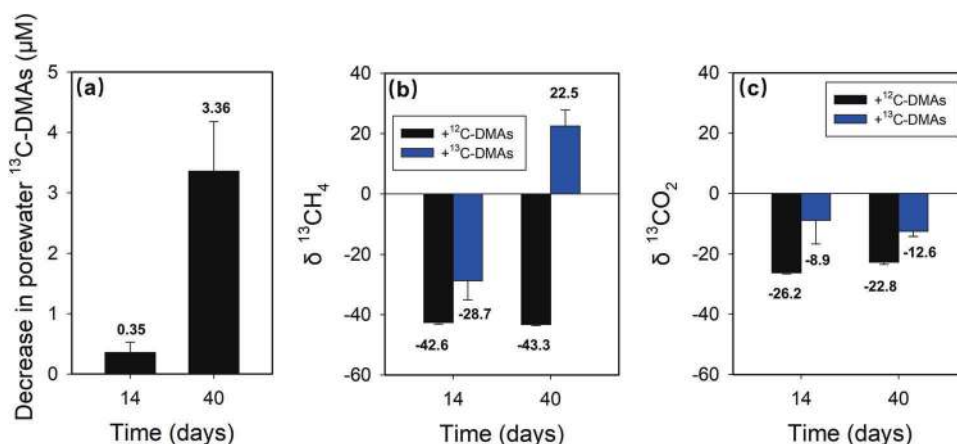 (a)
Decrease in porewater ¹³C-DMAs (µM)
5
4
3
2
1
0
0.35
3.36
14
40
Time (days)
(b)
δ ¹³CH₄
40
20
0
-20
-40
-60
+¹²C-DMAs
+¹³C-DMAs
22.5
-28.7
-42.6
-43.3
14
40
Time (days)
(c)
δ ¹³CO₂
40
20
0
-20
-40
-60
+¹²C-DMAs
+¹³C-DMAs
-8.9
-12.6
-26.2
-22.8
14
40
Time (days)